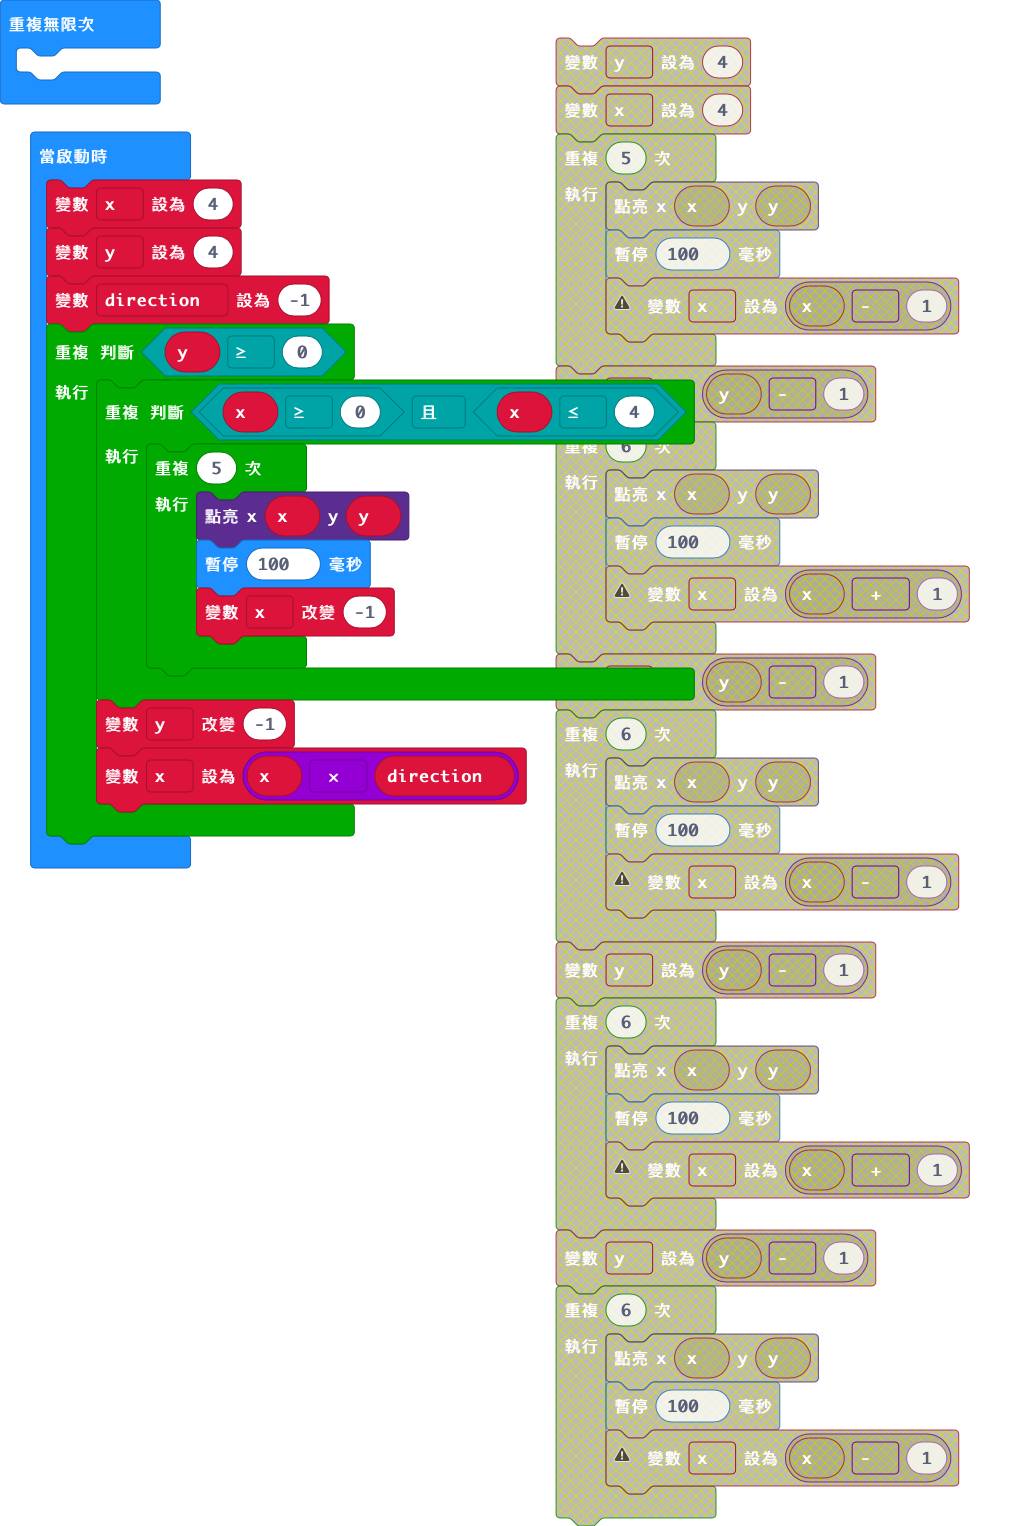 重複無限次
當啟動時
變數 x 設為 4
變數 y 設為 4
變數 direction 設為 -1
重複 判斷 y ≥ 0
執行
重複 判斷 x ≥ 0 且 x ≤ 4
執行
重複 5 次
執行
點亮 x x y y
暫停 100 毫秒
變數 x 改變 -1
變數 y 改變 -1
變數 x 設為 x × direction
變數 y 設為 4
變數 x 設為 4
重複 5 次
執行
點亮 x x y y
暫停 100 毫秒
變數 x 設為 x - 1
y - 1
重複 6 次
執行
點亮 x x y y
暫停 100 毫秒
變數 x 設為 x + 1
y - 1
重複 6 次
執行
點亮 x x y y
暫停 100 毫秒
變數 x 設為 x - 1
變數 y 設為 y - 1
重複 6 次
執行
點亮 x x y y
暫停 100 毫秒
變數 x 設為 x + 1
變數 y 設為 y - 1
重複 6 次
執行
點亮 x x y y
暫停 100 毫秒
變數 x 設為 x - 1